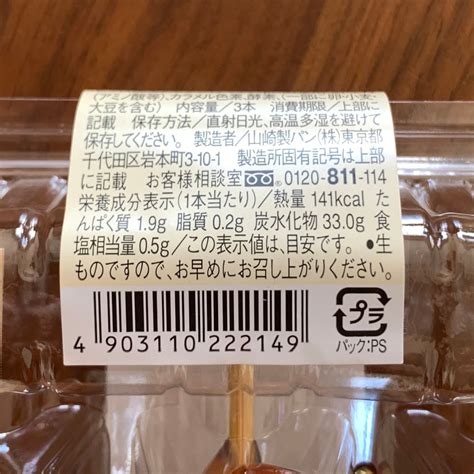 (アミノ酸等)、カラメル色素、酵素、(一部に卵・小麦・
大豆を含む) 内容量/3本 消費期限/上部に
記載 保存方法/直射日光、高温多湿を避けて
保存してください。 製造者/山崎製パン(株)東京都
千代田区岩本町3-10-1 製造所固有記号は上部
に記載 お客様相談室 0120-811-114
栄養成分表示(1本当たり)/熱量 141kcal た
んぱく質 1.9g 脂質 0.2g 炭水化物 33.0g 食
塩相当量 0.5g/この表示値は、目安です。 ●生
ものですので、お早めにお召し上がりください。
4 903110 222149
プラ
パック:PS